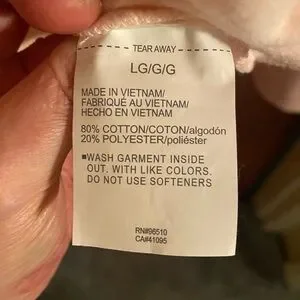 TEAR AWAY
LG/G/G
MADE IN VIETNAM/
FABRIQUÉ AU VIETNAM/
HECHO EN VIETNAM
80% COTTON/COTON/algodón
20% POLYESTER/poliéster
▪WASH GARMENT INSIDE
OUT. WITH LIKE COLORS.
DO NOT USE SOFTENERS
RN#96510
CA#41095